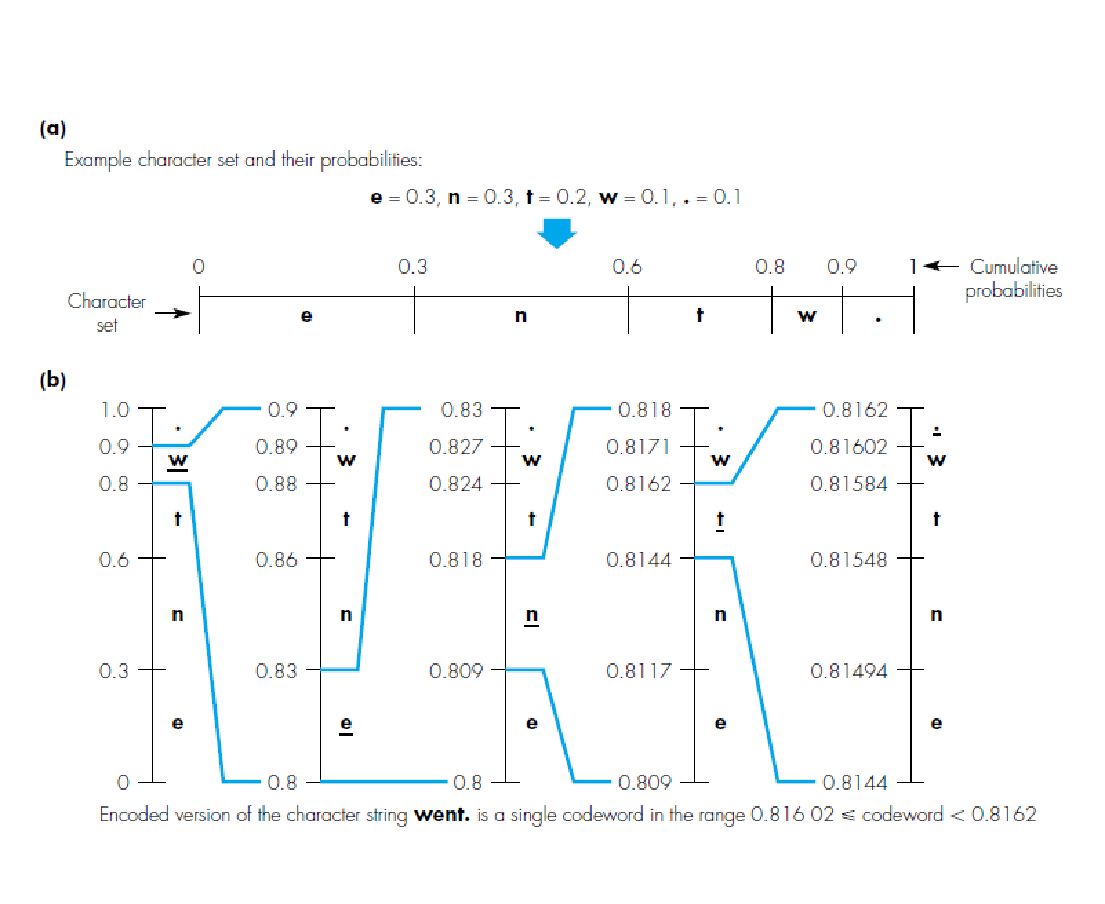 (a)
Example character set and their probabilities:
e = 0.3, n = 0.3, t = 0.2, w = 0.1, . = 0.1
0 0.3 0.6 0.8 0.9 1 Cumulative
probabilities
Character
set
e n t w .
(b)
1.0 0.9 0.83 0.818 0.8162
. . . . .
0.9 0.89 0.827 0.8171 0.81602
w w w w w
0.8 0.88 0.824 0.8162 0.81584
t t t t t
0.6 0.86 0.818 0.8144 0.81548
n n n n n
0.3 0.83 0.809 0.8117 0.81494
e e e e e
0 0.8 0.8 0.809 0.8144
Encoded version of the character string went. is a single codeword in the range 0.816 02 ≤ codeword < 0.8162